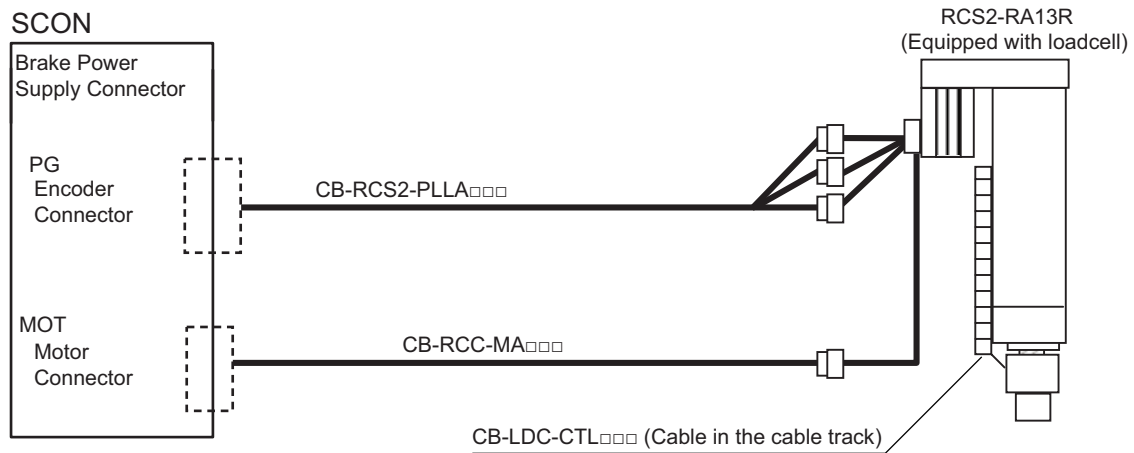 SCON
RCS2-RA13R
(Equipped with loadcell)
Brake Power
Supply Connector
PG
Encoder
Connector
CB-RCS2-PLLA□□□
MOT
Motor
Connector
CB-RCC-MA□□□
CB-LDC-CTL□□□ (Cable in the cable track)